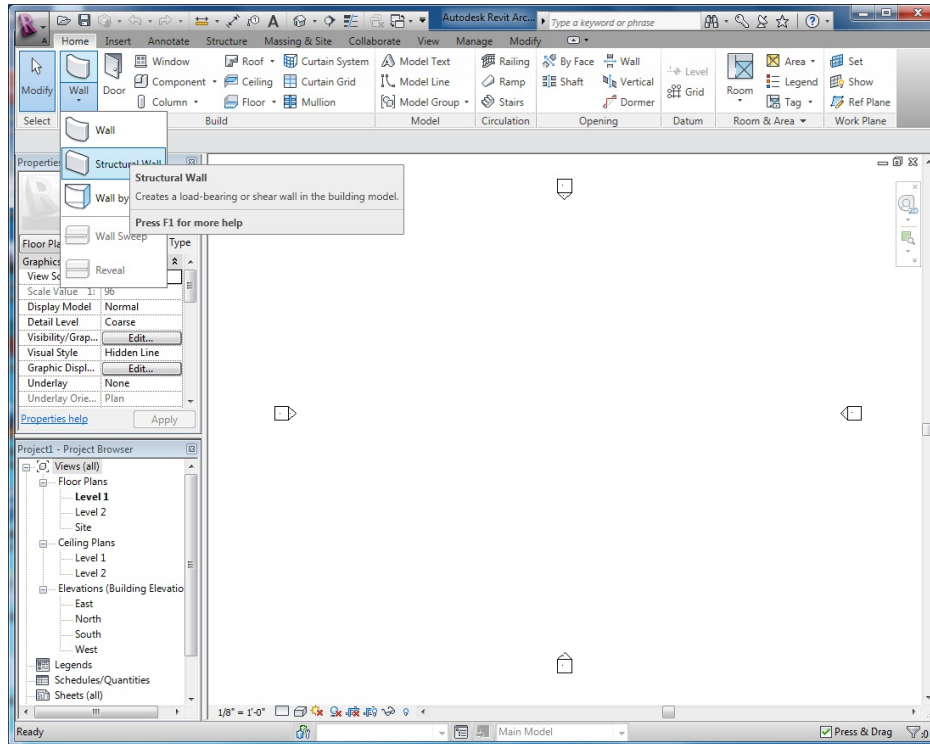 Autodesk Revit Arc...
Type a keyword or phrase
Home Insert Annotate Structure Massing & Site Collaborate View Manage Modify
Modify
Wall
Door
Window
Component
Column
Roof
Ceiling
Floor
Curtain System
Curtain Grid
Mullion
Model Text
Model Line
Model Group
Railing
Ramp
Stairs
By Face
Shaft
Wall
Vertical
Dormer
Level
Grid
Room
Area
Legend
Tag
Set
Show
Ref Plane
Select Build Model Circulation Opening Datum Room & Area Work Plane
Wall
Structural Wall
Wall by
Wall Sweep
Reveal
Structural Wall
Creates a load-bearing or shear wall in the building model.
Press F1 for more help
Properties
Floor Pla
Type
Graphics
View Sc
Scale Value 1: 96
Display Model Normal
Detail Level Coarse
Visibility/Grap... Edit...
Visual Style Hidden Line
Graphic Displ... Edit...
Underlay None
Underlay Orie... Plan
Properties help Apply
Project1 - Project Browser
Views (all)
Floor Plans
Level 1
Level 2
Site
Ceiling Plans
Level 1
Level 2
Elevations (Building Elevatio
East
North
South
West
Legends
Schedules/Quantities
Sheets (all)
2D
1/8" = 1'-0"
Ready
Main Model
Press & Drag
:0